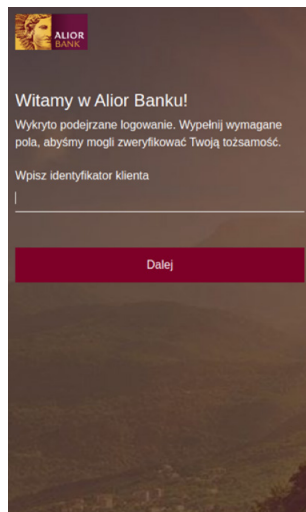 ALIOR
BANK
Witamy w Alior Banku!
Wykryto podejrzane logowanie. Wypełnij wymagane
pola, abyśmy mogli zweryfikować Twoją tożsamość.
Wpisz identyfikator klienta
Dalej